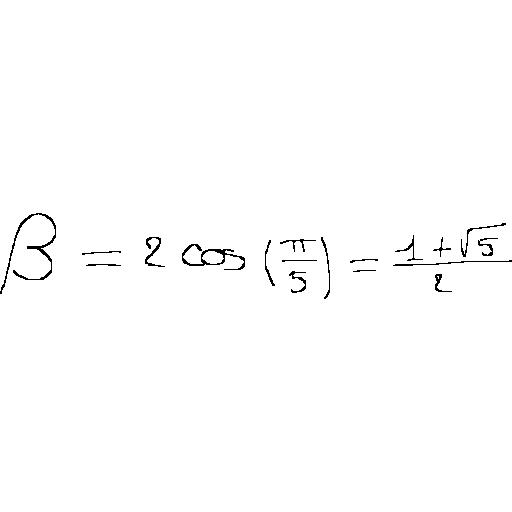 β = 2 cos(π/5) = (1+√5)/2